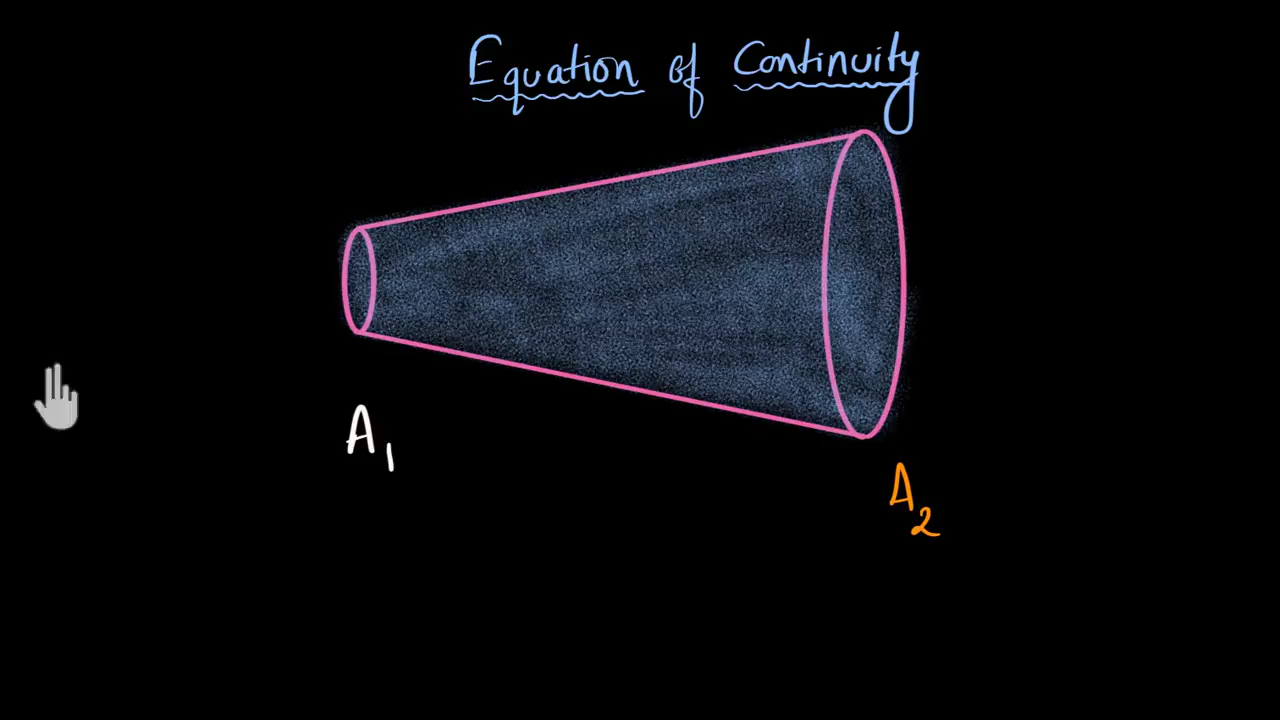 Equation of Continuity
A₁
A₂